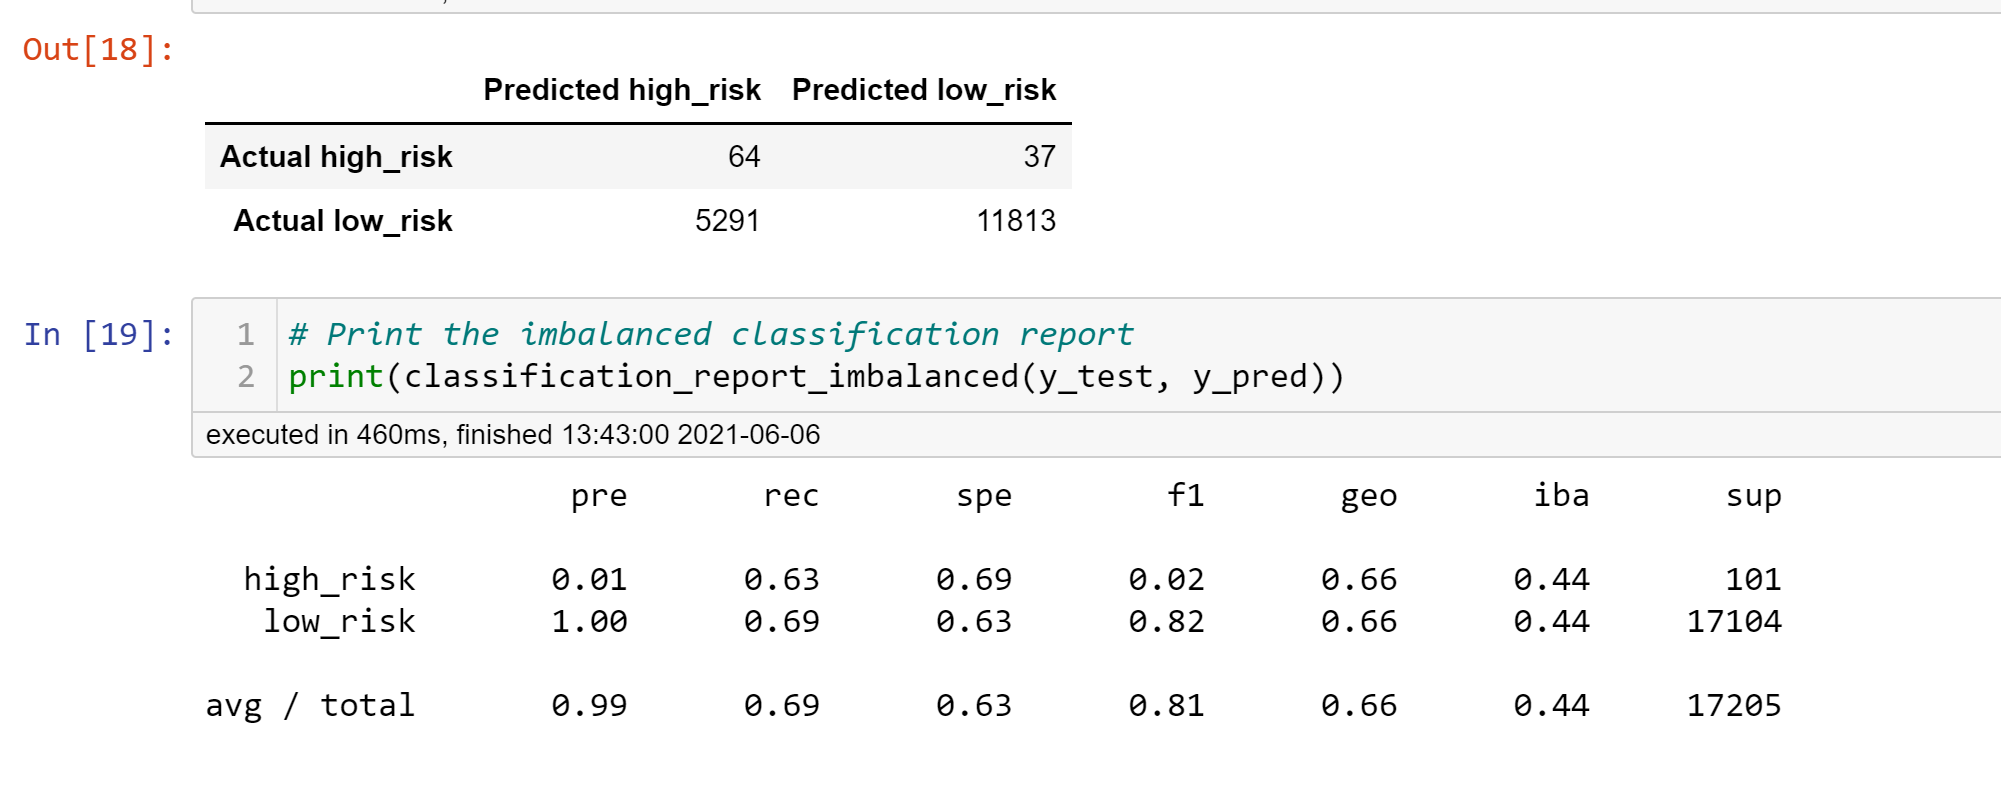 Out[18]:
Predicted high_risk Predicted low_risk
Actual high_risk 64 37
Actual low_risk 5291 11813
In [19]:
1 # Print the imbalanced classification report
2 print(classification_report_imbalanced(y_test, y_pred))
executed in 460ms, finished 13:43:00 2021-06-06
pre rec spe f1 geo iba sup
high_risk 0.01 0.63 0.69 0.02 0.66 0.44 101
low_risk 1.00 0.69 0.63 0.82 0.66 0.44 17104
avg / total 0.99 0.69 0.63 0.81 0.66 0.44 17205